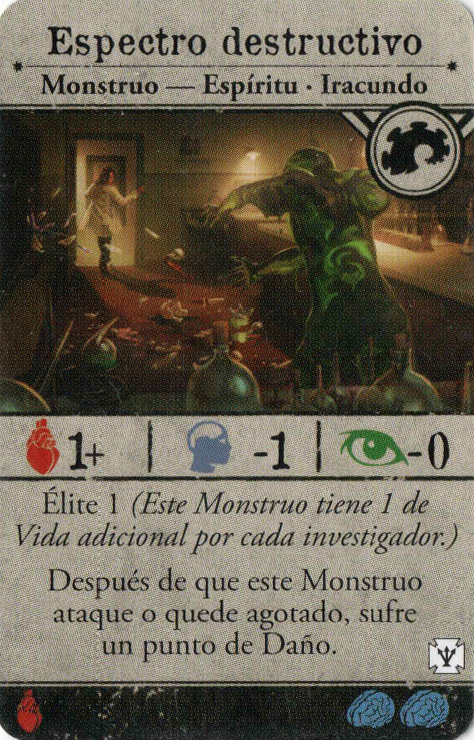 Espectro destructivo
Monstruo — Espíritu · Iracundo
1+ -1 -0
Élite 1 (Este Monstruo tiene 1 de
Vida adicional por cada investigador.)
Después de que este Monstruo
ataque o quede agotado, sufre
un punto de Daño.